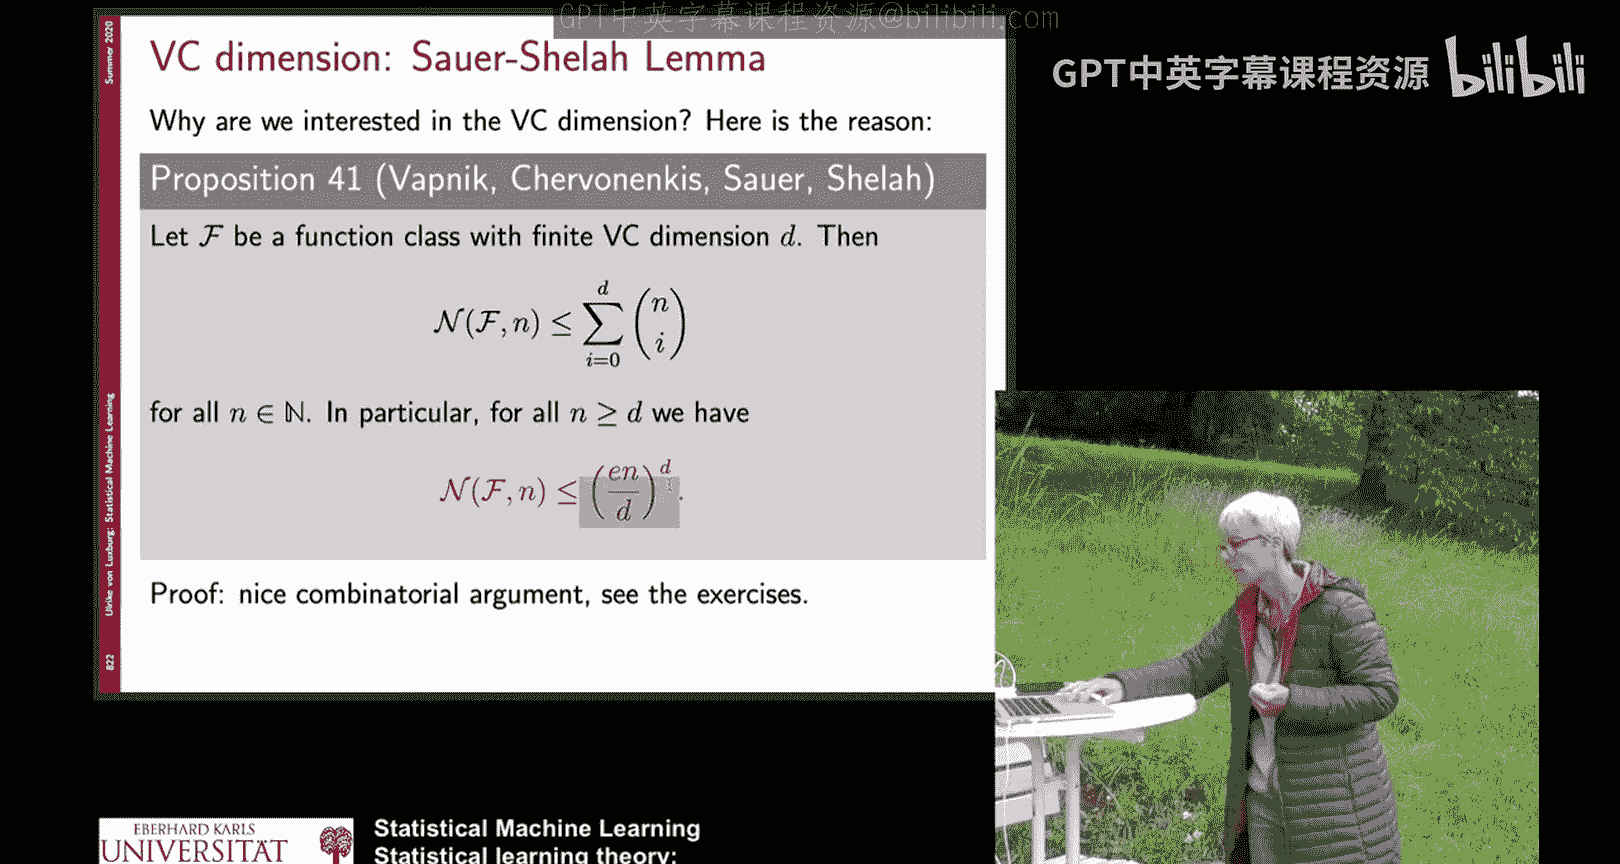 GPT中英字幕课程资源@bilibili.com
GPT中英字幕课程资源 bilibili
Summer 2020
VC dimension: Sauer-Shelah Lemma
Why are we interested in the VC dimension? Here is the reason:
Proposition 41 (Vapnik, Chervonenkis, Sauer, Shelah)
Let F be a function class with finite VC dimension d. Then
N(F, n) ≤ ∑_{i=0}^{d} (n i)
for all n ∈ ℕ. In particular, for all n ≥ d we have
N(F, n) ≤ (en/d)^d.
Proof: nice combinatorial argument, see the exercises.
Ulrike von Luxburg: Statistical Machine Learning
822
EBERHARD KARLS
UNIVERSITÄT
Statistical Machine Learning
Statistical learning theory: